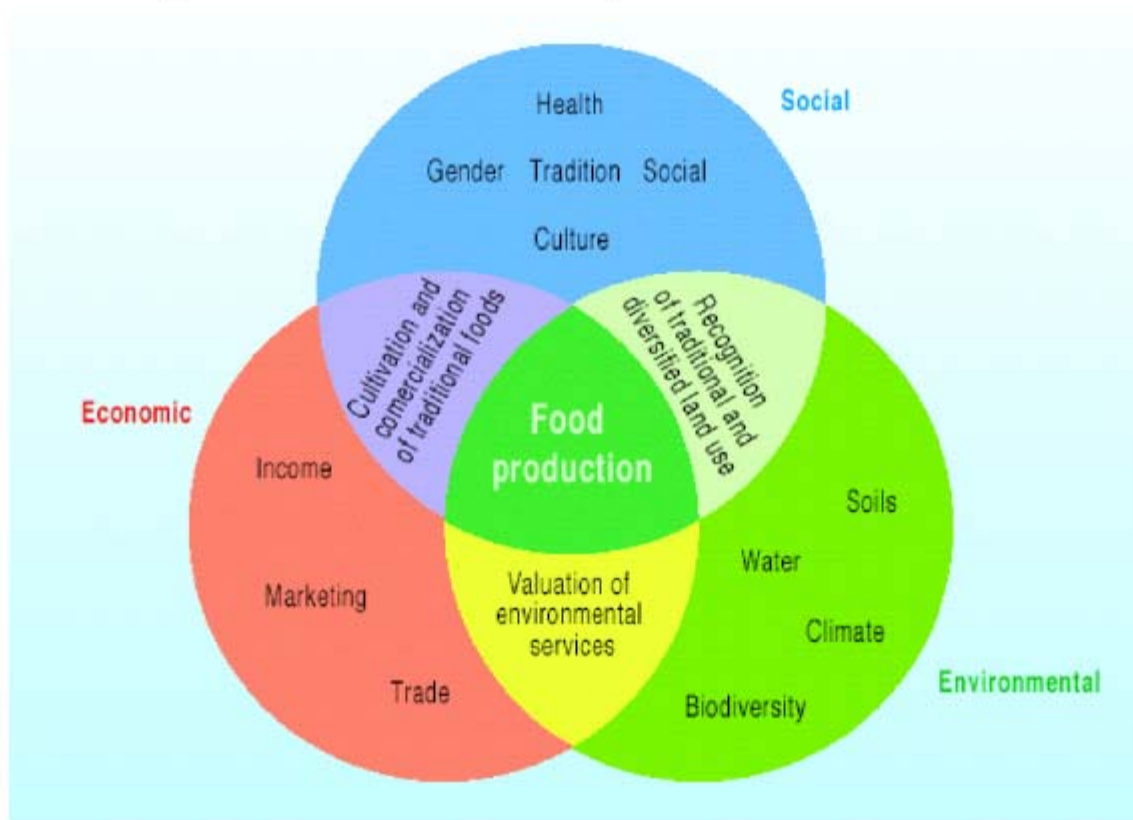 Health
Social
Gender Tradition Social
Culture
Cultivation and
comercialization
of traditional foods
Recognition
of traditional and
diversified land use
Economic
Food
production
Income
Soils
Water
Valuation of
environmental
services
Marketing
Climate
Trade
Biodiversity
Environmental